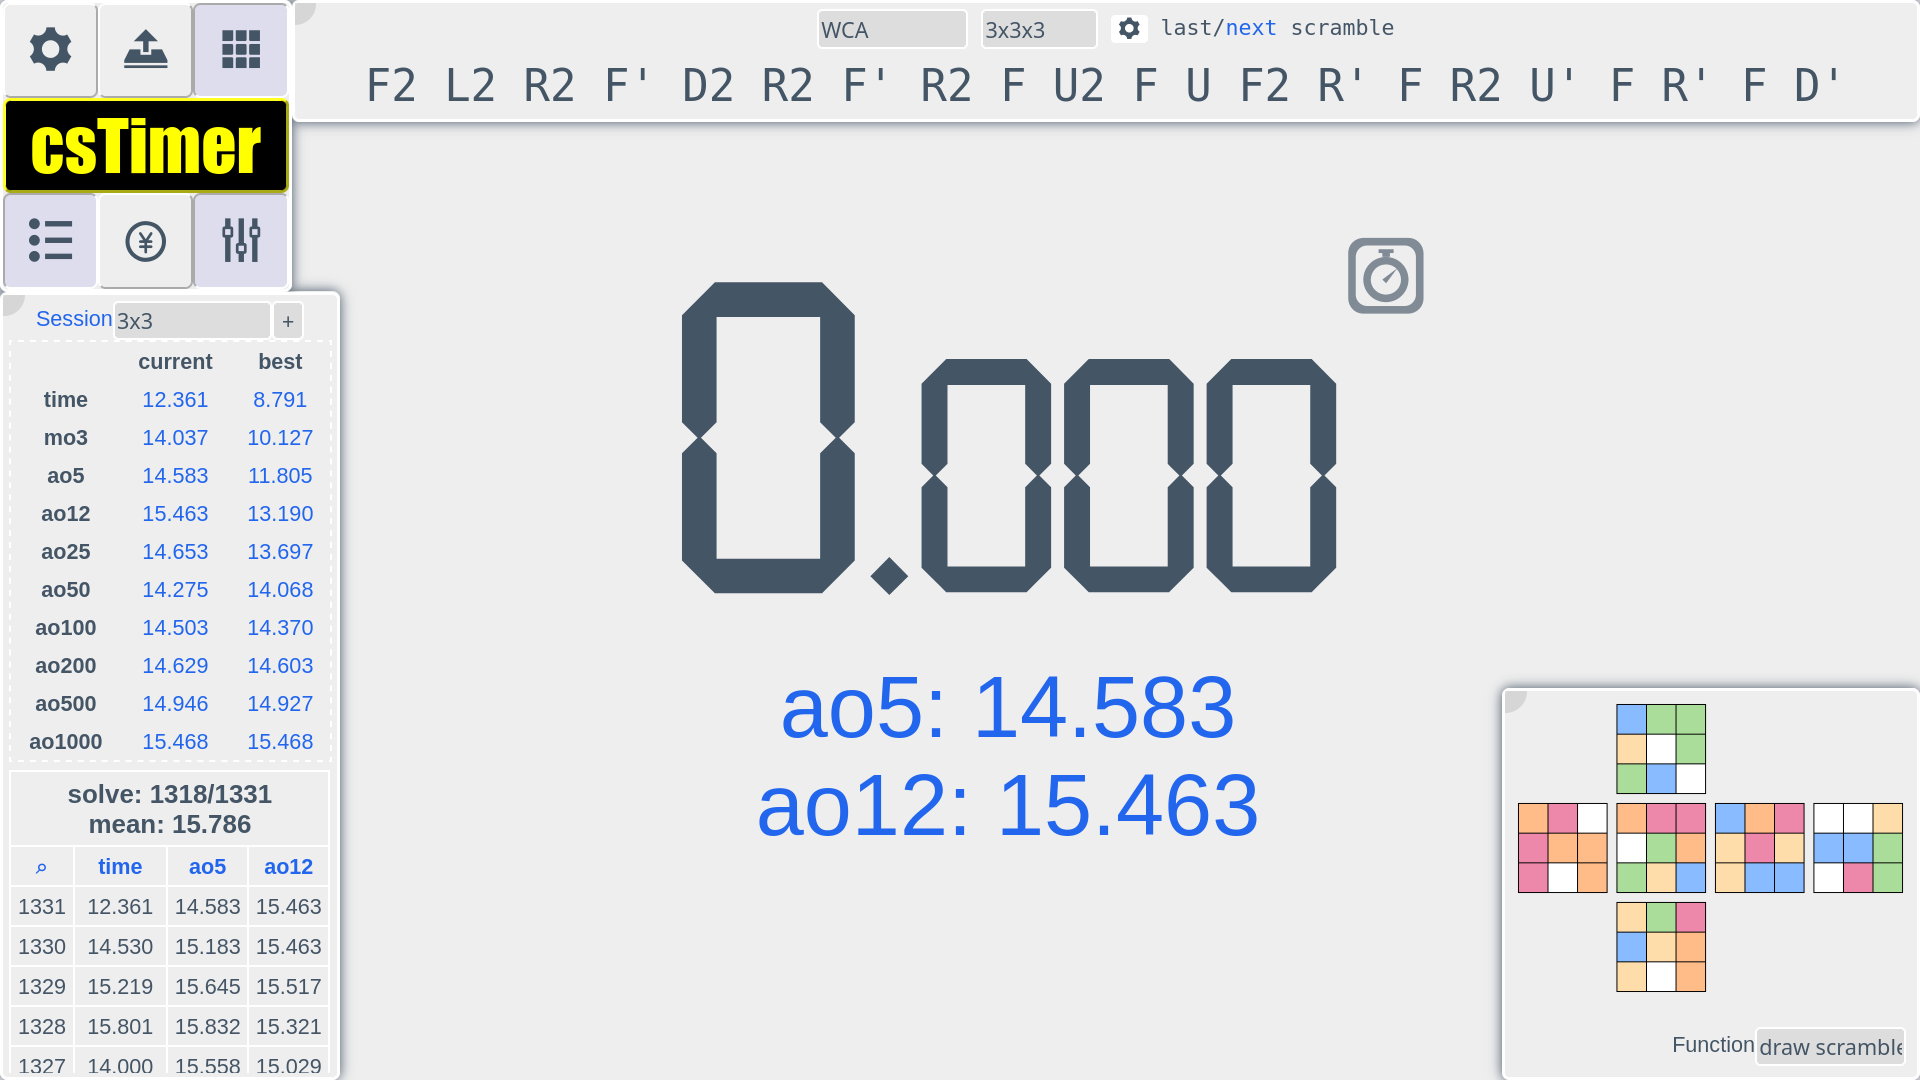 WCA 3x3x3 last/next scramble
F2 L2 R2 F' D2 R2 F' R2 F U2 F U F2 R' F R2 U' F R' F D'
csTimer
Session 3x3 +
current best
time 12.361 8.791
mo3 14.037 10.127
ao5 14.583 11.805
ao12 15.463 13.190
ao25 14.653 13.697
ao50 14.275 14.068
ao100 14.503 14.370
ao200 14.629 14.603
ao500 14.946 14.927
ao1000 15.468 15.468
solve: 1318/1331
mean: 15.786
time ao5 ao12
1331 12.361 14.583 15.463
1330 14.530 15.183 15.463
1329 15.219 15.645 15.517
1328 15.801 15.832 15.321
1327 14.000 15.558 15.029
0.000
ao5: 14.583
ao12: 15.463
Function draw scramble